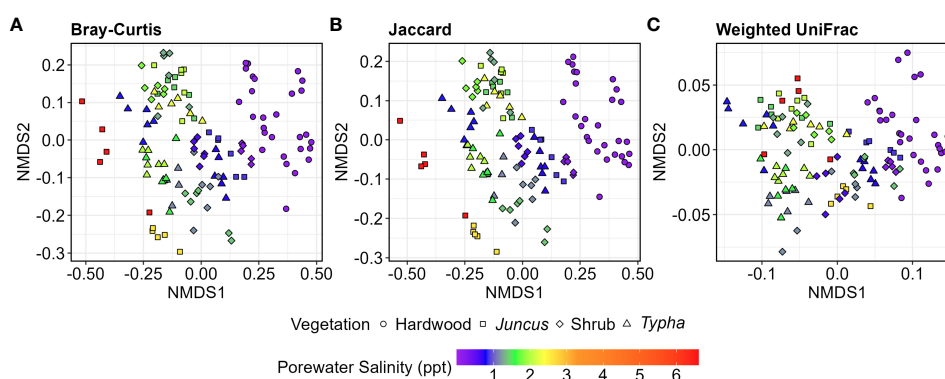 A Bray-Curtis B Jaccard C Weighted UniFrac
0.2 0.1 0.0 -0.1 -0.2 -0.3
NMDS2
-0.50 -0.25 0.00 0.25 0.50
NMDS1
0.2 0.1 0.0 -0.1 -0.2 -0.3
NMDS2
-0.50 -0.25 0.00 0.25 0.50
NMDS1
0.05 0.00 -0.05
NMDS2
-0.1 0.0 0.1
NMDS1
Vegetation Hardwood Juncus Shrub Typha
Porewater Salinity (ppt)
1 2 3 4 5 6